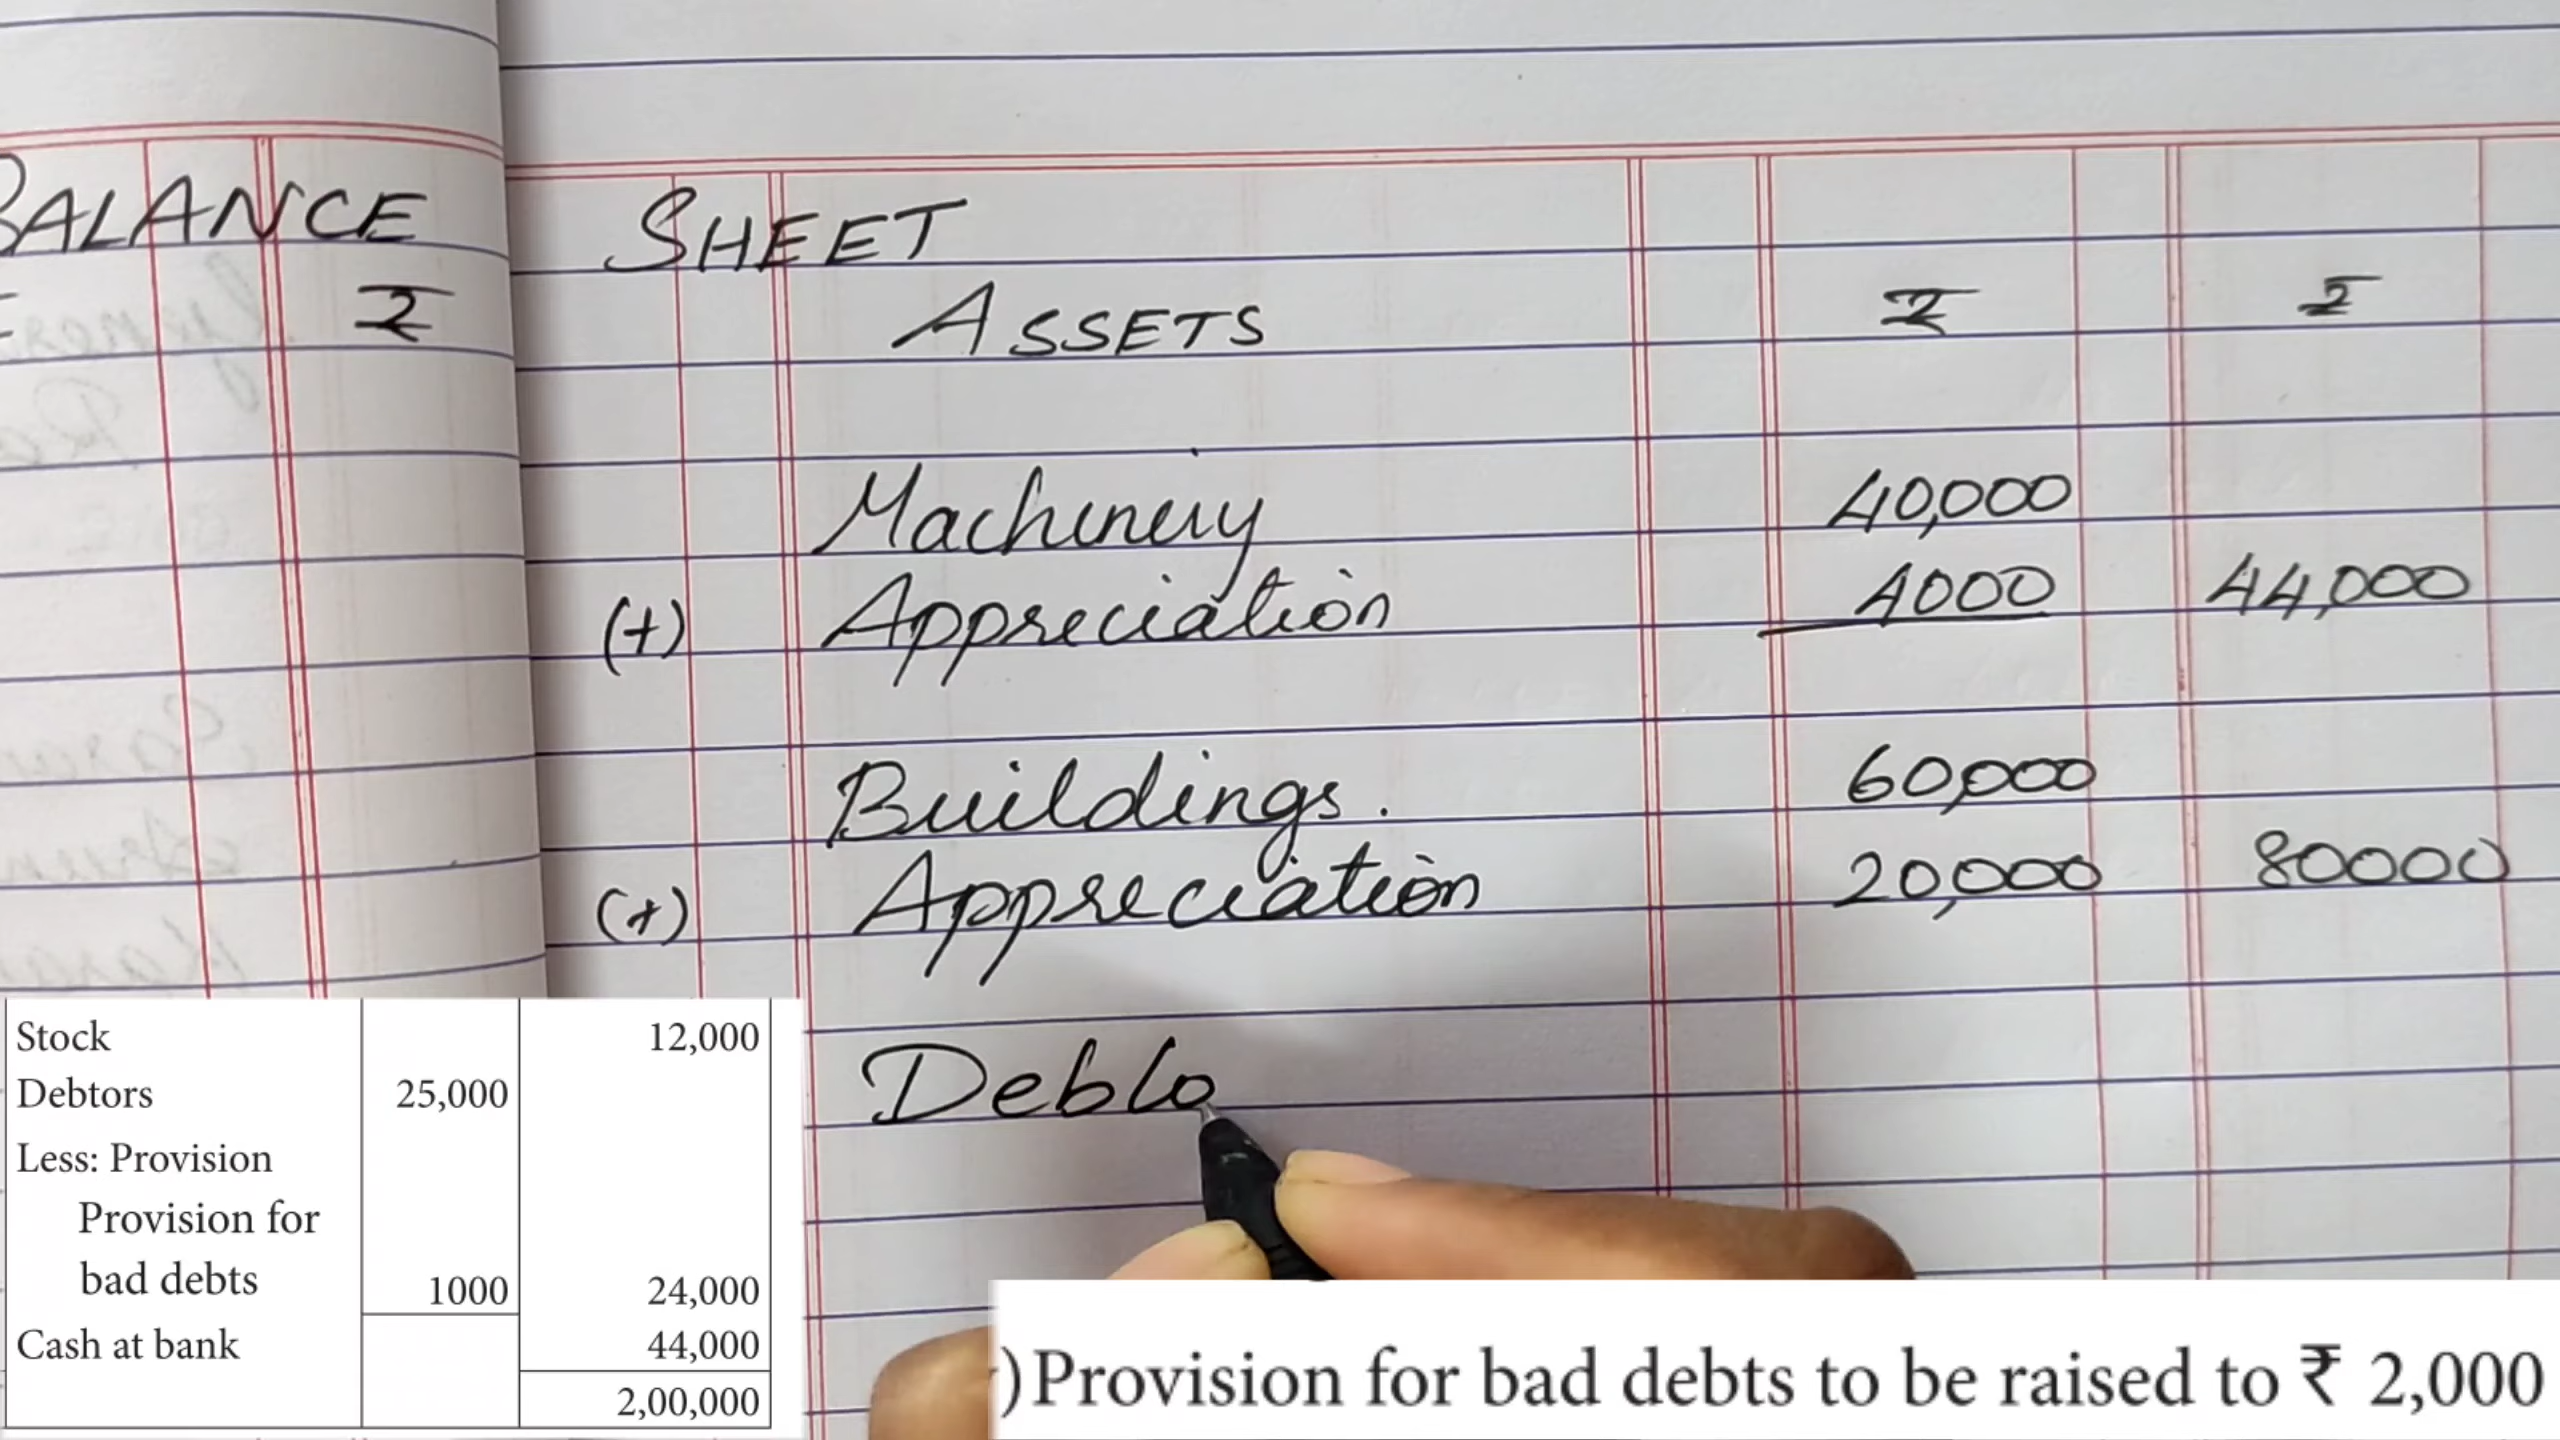 BALANCE SHEET
₹ ASSETS ₹ ₹
Machinery 40,000
(+) Appreciation 4000 44,000
Buildings. 60,000
(+) Appreciation 20,000 80000
Debto
Stock 12,000
Debtors 25,000
Less: Provision
Provision for
bad debts 1000 24,000
Cash at bank 44,000
2,00,000
)Provision for bad debts to be raised to ₹ 2,000